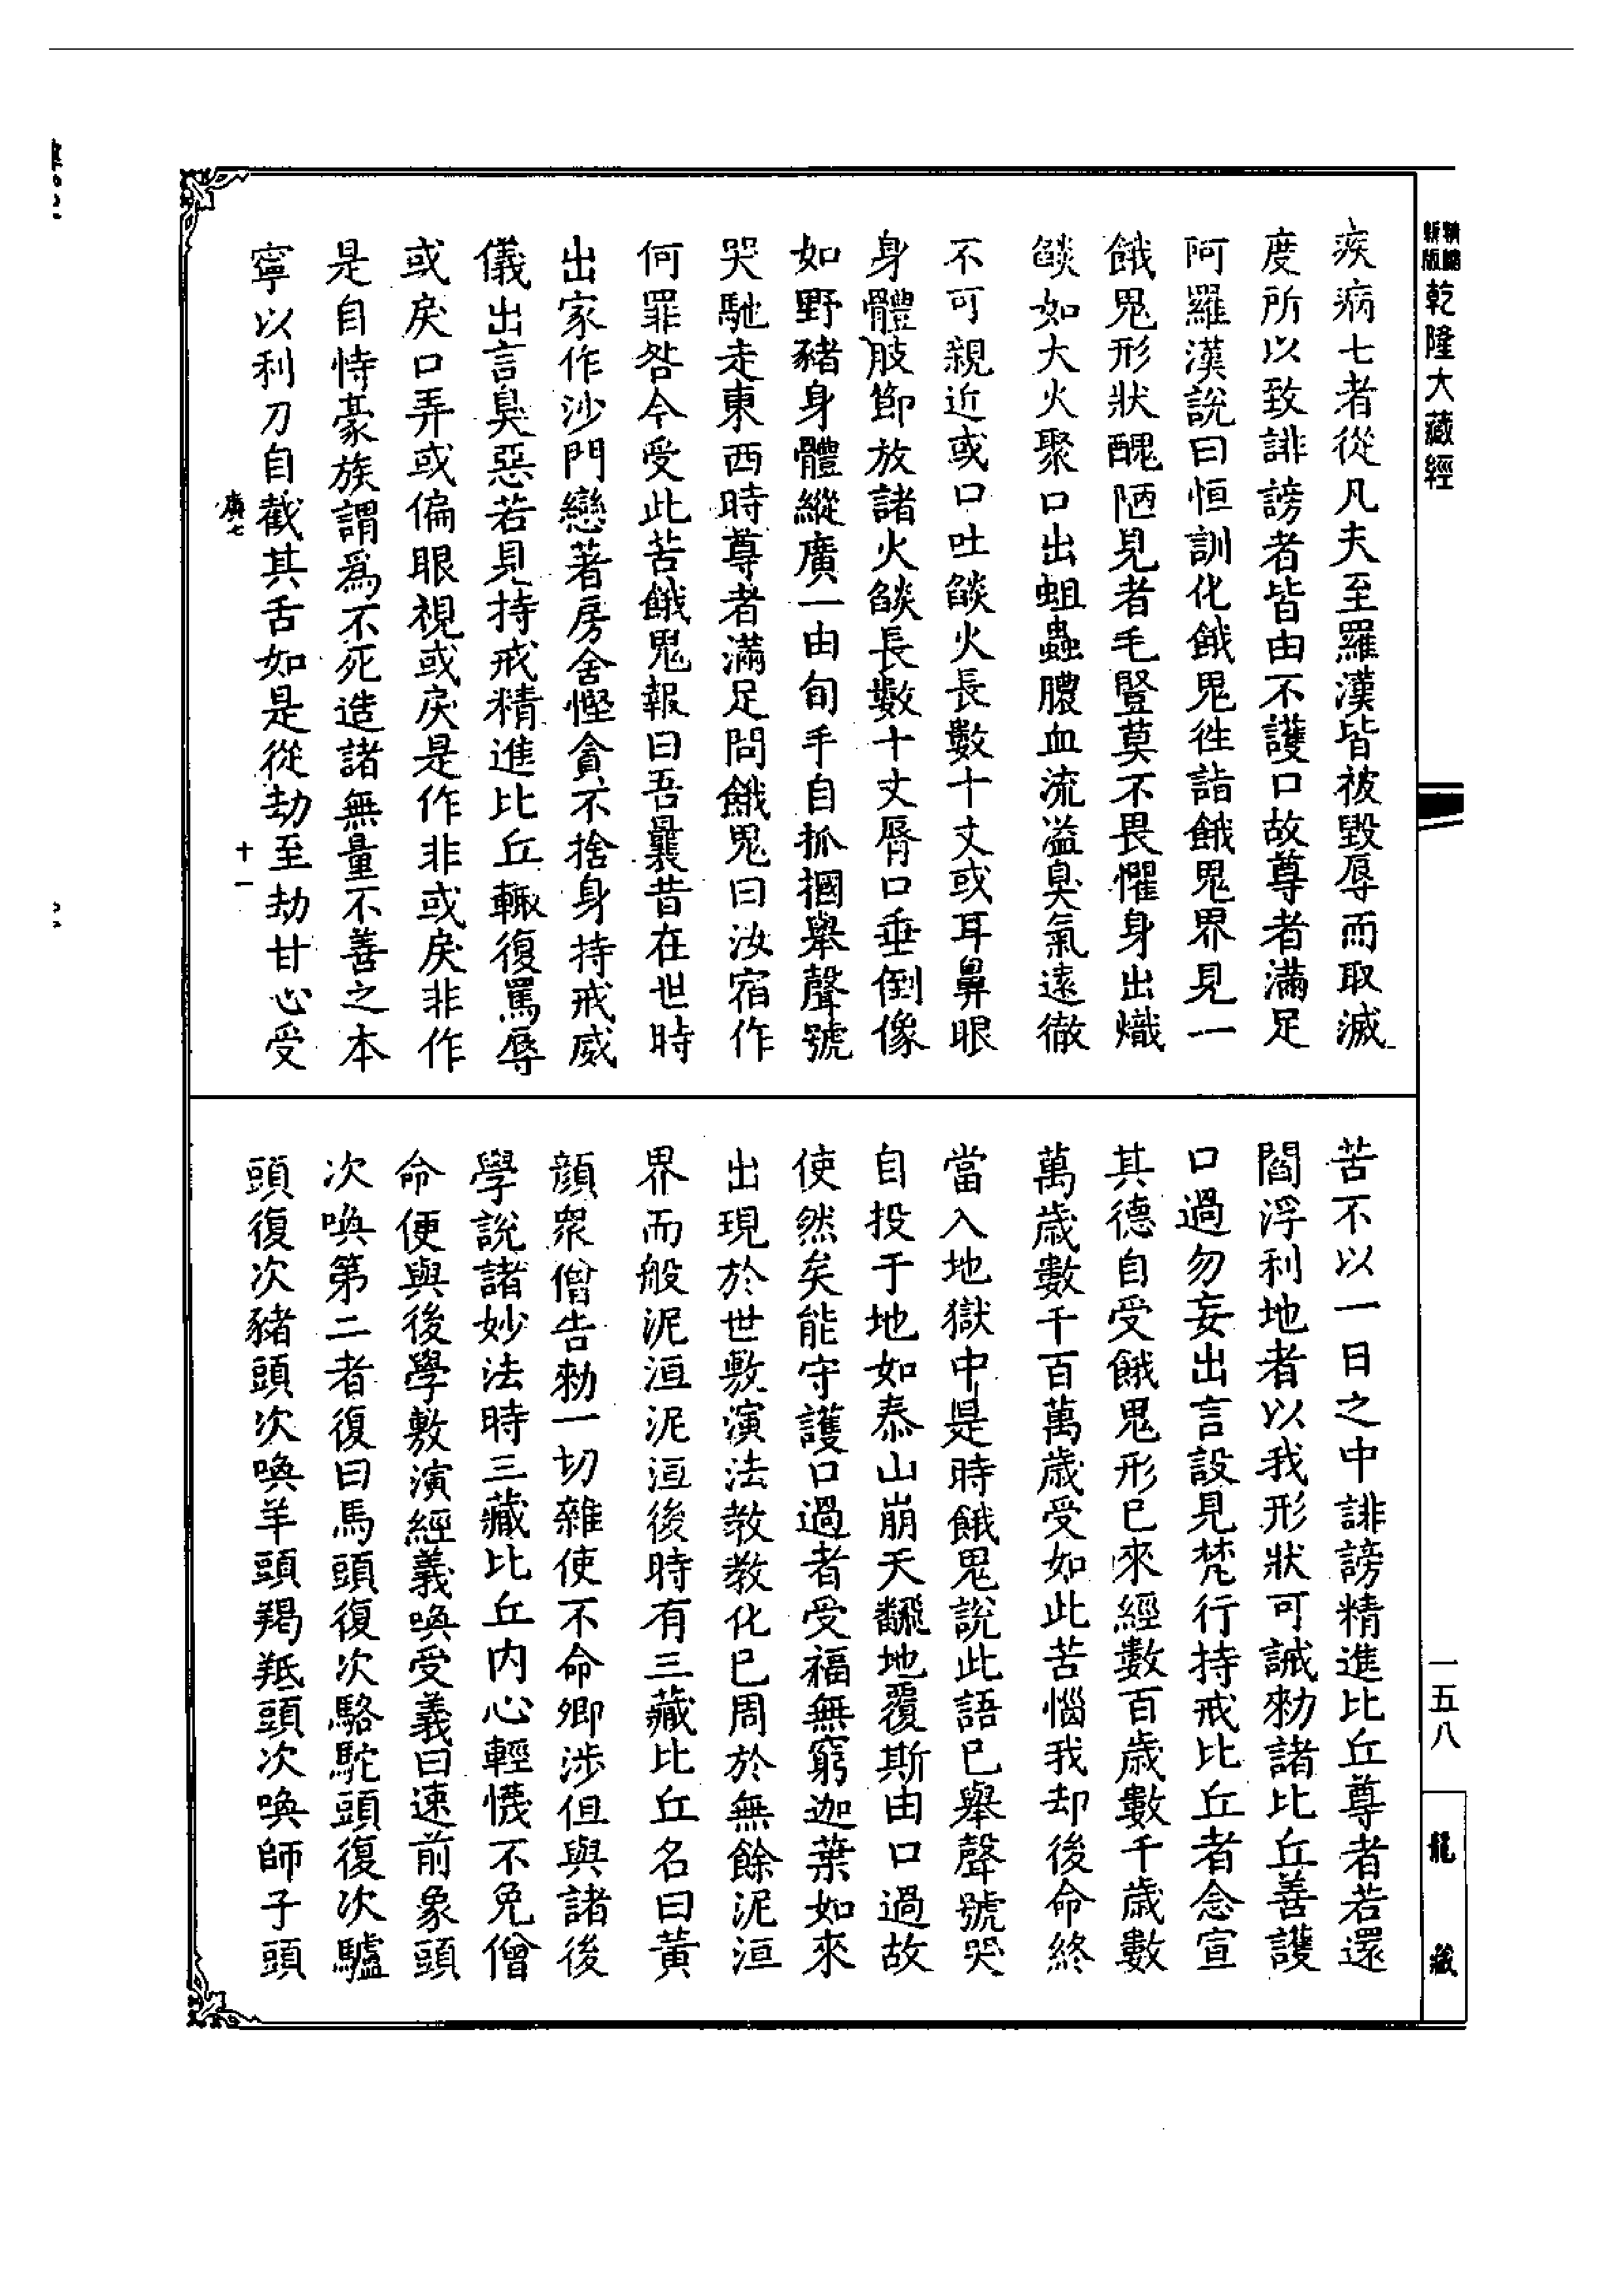 精縮新版
乾隆大藏經
一五八
龍藏
疾病七者從凡夫至羅漢皆被毀辱而取滅
度所以致誹謗者皆由不護口故尊者滿足
阿羅漢說曰恒訓化餓鬼徃詣餓鬼界見一
餓鬼形狀醜陋見者毛豎莫不畏懼身出熾
燄如大火聚口出蛆蟲膿血流溢臭氣遠徹
不可親近或口吐燄火長數十丈或耳鼻眼
身體肢節放諸火燄長數十丈脣口垂倒像
如野豬身體縱廣一由旬手自抓摑舉聲號
哭馳走東西時尊者滿足問餓鬼曰汝宿作
何罪咎今受此苦餓鬼報曰吾曩昔在世時
出家作沙門戀著房舍慳貪不捨身持戒威
儀出言臭惡若見持戒精進比丘輙復罵辱
或戾口弄或偏眼視或戾是作非或戾非作
是自恃豪族謂爲不死造諸無量不善之本
寧以利刀自截其舌如是從劫至劫甘心受
廣七
十一
苦不以一日之中誹謗精進比丘尊者若還
閻浮利地者以我形狀可誡勑諸比丘善護
口過勿妄出言設見梵行持戒比丘者念宣
其德自受餓鬼形已來經數百歲數千歲數
萬歲數千百萬歲受如此苦惱我却後命終
當入地獄中是時餓鬼說此語已舉聲號哭
自投于地如泰山崩天翻地覆斯由口過故
使然矣能守護口過者受福無窮迦葉如來
出現於世敷演法教教化已周於無餘泥洹
界而般泥洹泥洹後時有三藏比丘名曰黃
顏衆僧告勑一切雜使不命卿涉但與諸後
學說諸妙法時三藏比丘内心輕懱不免僧
命便與後學敷演經義喚受義曰速前象頭
次喚第二者復曰馬頭復次駱駝頭復次驢
頭復次豬頭次喚羊頭羯羝頭次喚師子頭